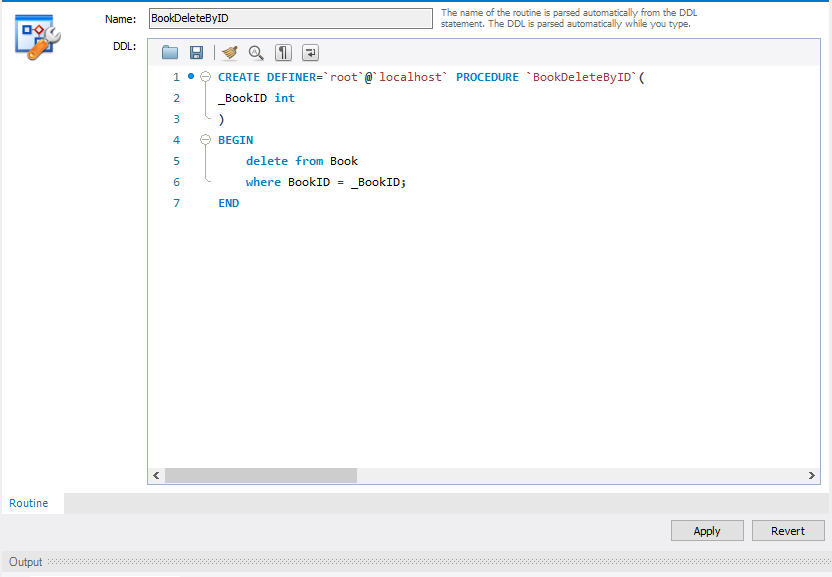 Name: BookDeleteByID The name of the routine is parsed automatically from the DDL
statement. The DDL is parsed automatically while you type.
DDL:
1 CREATE DEFINER=`root`@`localhost` PROCEDURE `BookDeleteByID`(
2 _BookID int
3 )
4 BEGIN
5 delete from Book
6 where BookID = _BookID;
7 END
Routine
Apply Revert
Output